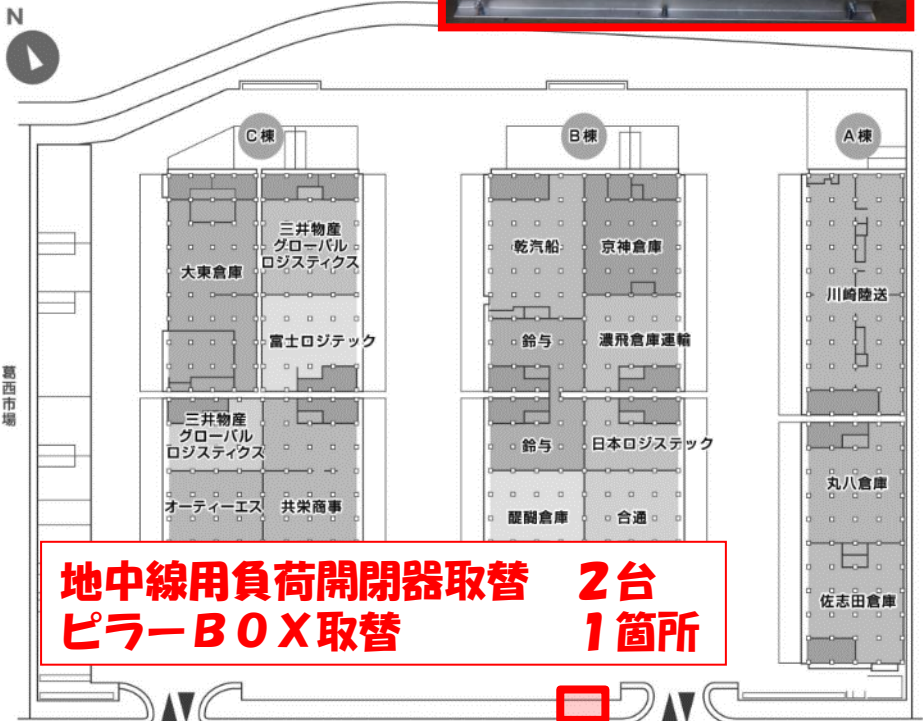 N
C棟
B棟
A棟
大東倉庫
三井物産
グローバル
ロジスティクス
富士ロジテック
三井物産
グローバル
ロジスティクス
オーティーエス
共栄商事
乾汽船
京神倉庫
鈴与
濃飛倉庫運輸
鈴与
日本ロジステック
醍醐倉庫
合通
川崎陸送
丸八倉庫
佐志田倉庫
葛西市場
地中線用負荷開閉器取替 2台
ピラーBOX取替 1箇所